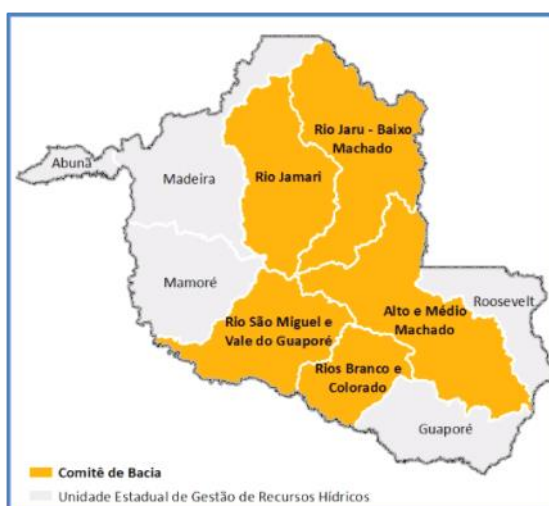 Rio Jaru - Baixo
Machado
Abunã
Madeira
Rio Jamari
Mamoré
Roosevelt
Rio São Miguel e
Vale do Guaporé
Alto e Médio
Machado
Rios Branco e
Colorado
Guaporé
Comitê de Bacia
Unidade Estadual de Gestão de Recursos Hídricos